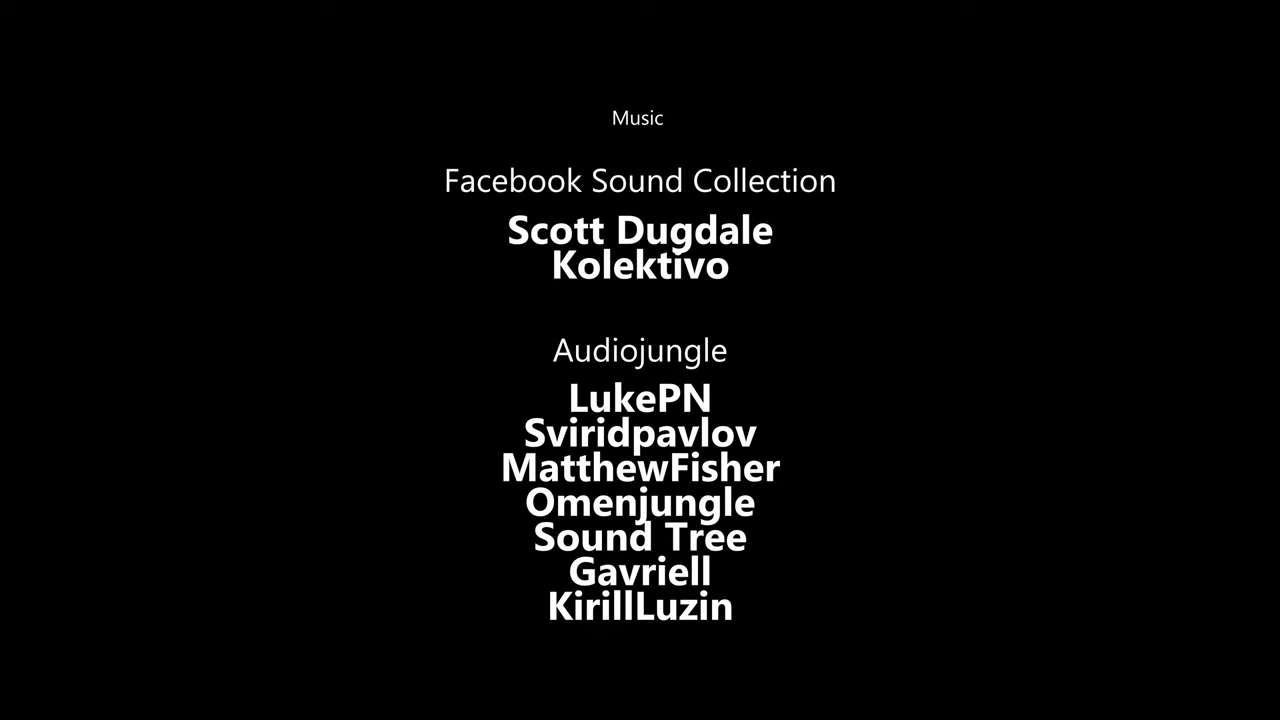 Music
Facebook Sound Collection
Scott Dugdale
Kolektivo
Audiojungle
LukePN
Sviridpavlov
MatthewFisher
Omenjungle
Sound Tree
Gavriell
KirillLuzin